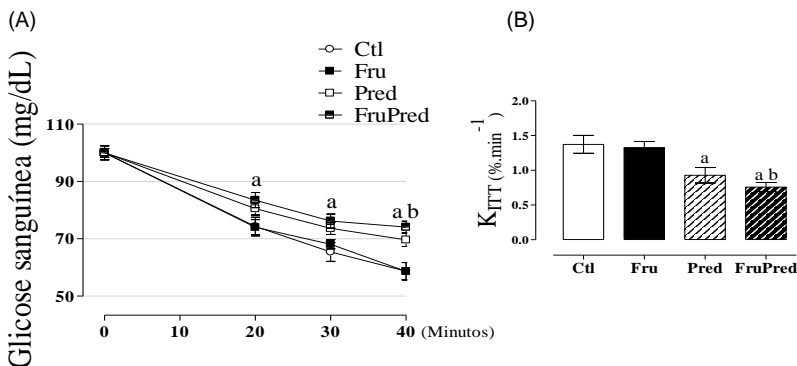 (A)
Ctl
Fru
Pred
FruPred
Glicose sanguínea (mg/dL)
110
90
70
50
a
a
a b
0 10 20 30 40 (Minutos)
(B)
K_ITT (%.min⁻¹)
2.0
1.5
1.0
0.5
0.0
a
a b
Ctl Fru Pred FruPred